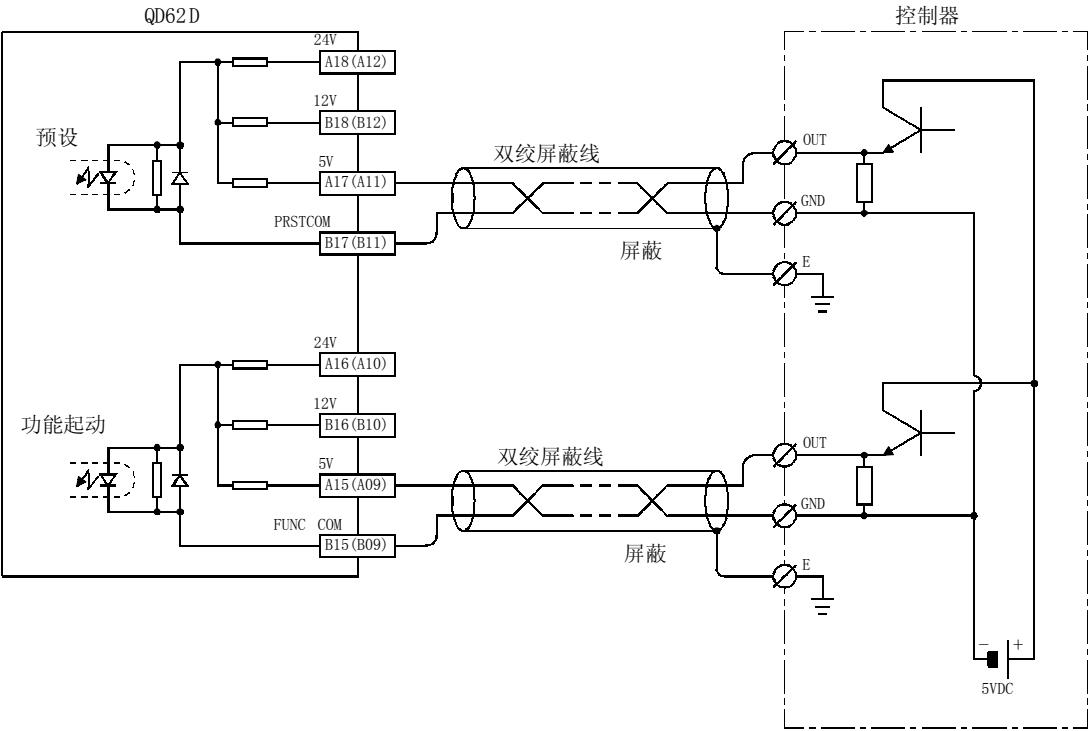 QD62D
控制器
24V
A18(A12)
12V
B18(B12)
预设
5V
A17(A11)
双绞屏蔽线
OUT
PRSTCOM
B17(B11)
GND
屏蔽
E
24V
A16(A10)
12V
B16(B10)
功能起动
5V
A15(A09)
双绞屏蔽线
OUT
FUNC COM
B15(B09)
GND
屏蔽
E
- +
5VDC